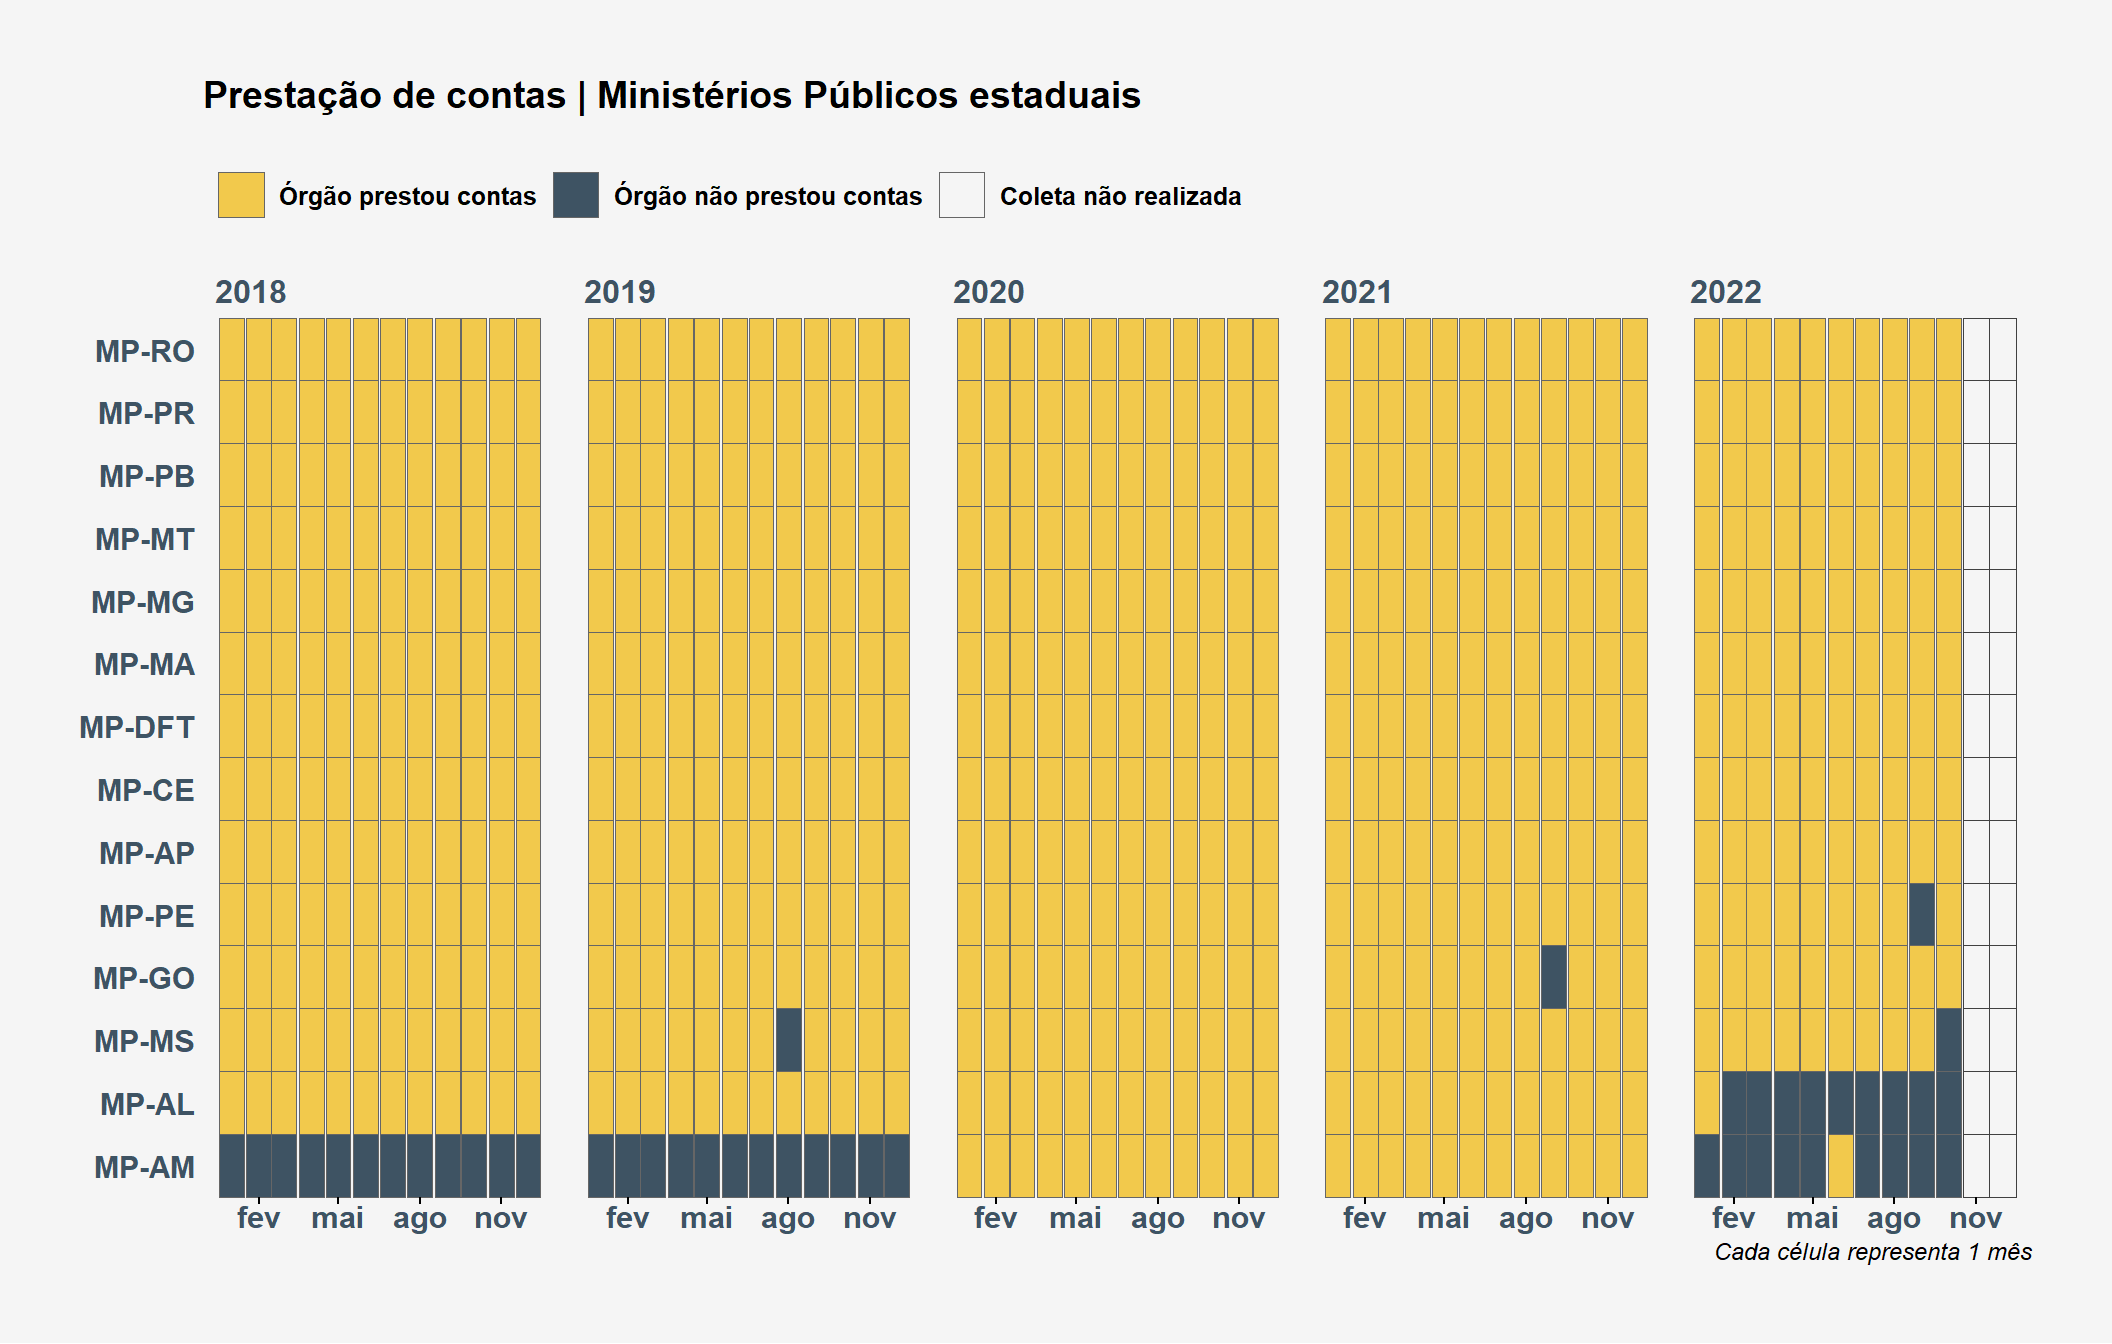 Prestação de contas | Ministérios Públicos estaduais
Órgão prestou contas Órgão não prestou contas Coleta não realizada
2018 2019 2020 2021 2022
MP-RO
MP-PR
MP-PB
MP-MT
MP-MG
MP-MA
MP-DFT
MP-CE
MP-AP
MP-PE
MP-GO
MP-MS
MP-AL
MP-AM
fev mai ago nov fev mai ago nov fev mai ago nov fev mai ago nov fev mai ago nov
Cada célula representa 1 mês